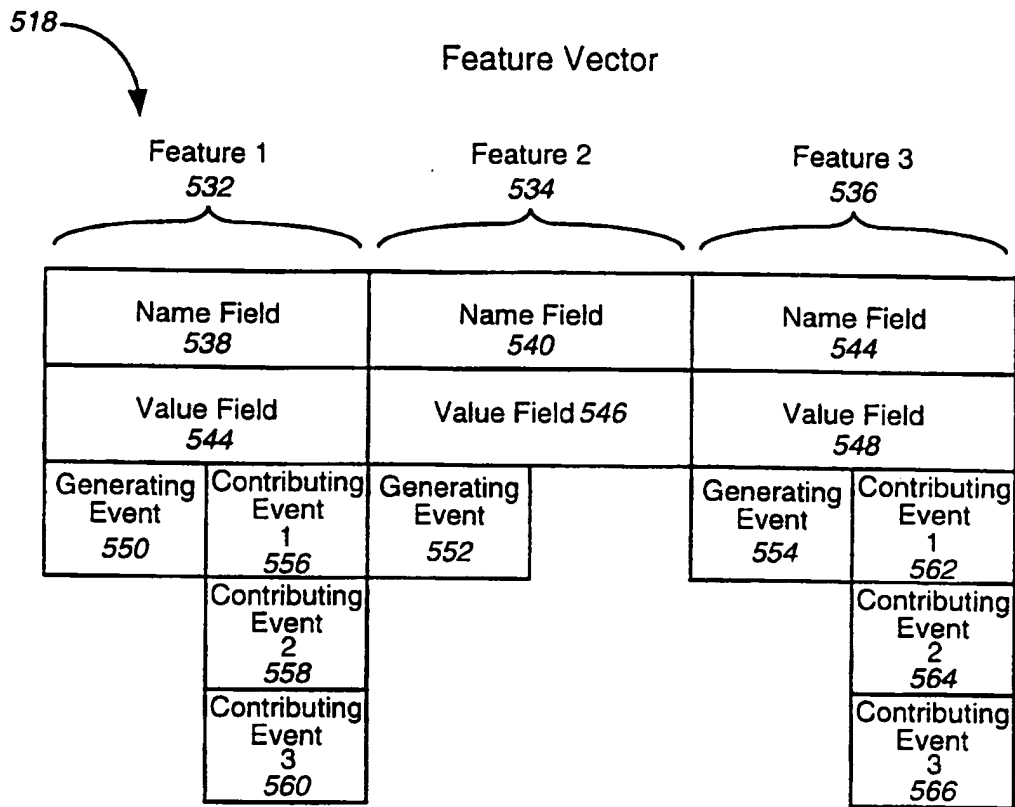 518
Feature Vector
Feature 1
532
Feature 2
534
Feature 3
536
Name Field
538
Name Field
540
Name Field
544
Value Field
544
Value Field 546
Value Field
548
Generating
Event
550
Contributing
Event
1
556
Generating
Event
552
Generating
Event
554
Contributing
Event
1
562
Contributing
Event
2
558
Contributing
Event
2
564
Contributing
Event
3
560
Contributing
Event
3
566